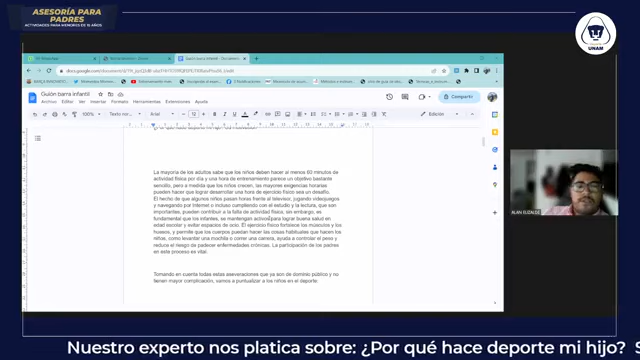 ASESORÍA PARA
PADRES
ACTIVIDADES PARA MENORES DE 15 AÑOS
PUMAS
UNAM
Guión barra infantil
Archivo Editar Ver Insertar Formato Herramientas Extensiones Ayuda
Compartir
100% Texto nor... Arial 12
La mayoría de los adultos sabe que los niños deben hacer al menos 60 minutos de
actividad física por día y una hora de entrenamiento parece un objetivo bastante
sencillo, pero a medida que los niños crecen, las mayores exigencias horarias
pueden hacer que lograr desarrollar una hora de ejercicio físico sea un desafío.
El hecho de que algunos niños pasan horas frente al televisor, jugando videojuegos
y navegando por Internet o incluso cumpliendo con el estudio y la lectura, que son
importantes, pueden contribuir a la falta de actividad física, sin embargo, es
fundamental que los infantes, se mantengan activos para lograr buena salud en
edad escolar y evitar espacios de ocio. El ejercicio físico fortalece los músculos y los
huesos, y permite que los cuerpos puedan hacer las cosas habituales que hacen los
niños, como levantar una mochila o correr una carrera, ayuda a controlar el peso y
reduce el riesgo de padecer enfermedades crónicas. La participación de los padres
en este proceso es vital.
Tomando en cuenta todas estas aseveraciones que ya son de dominio público y no
tienen mayor complicación, vamos a puntualizar a los niños en el deporte
ALAN ELIZALDE
Nuestro experto nos platica sobre: ¿Por qué hace deporte mi hijo? S